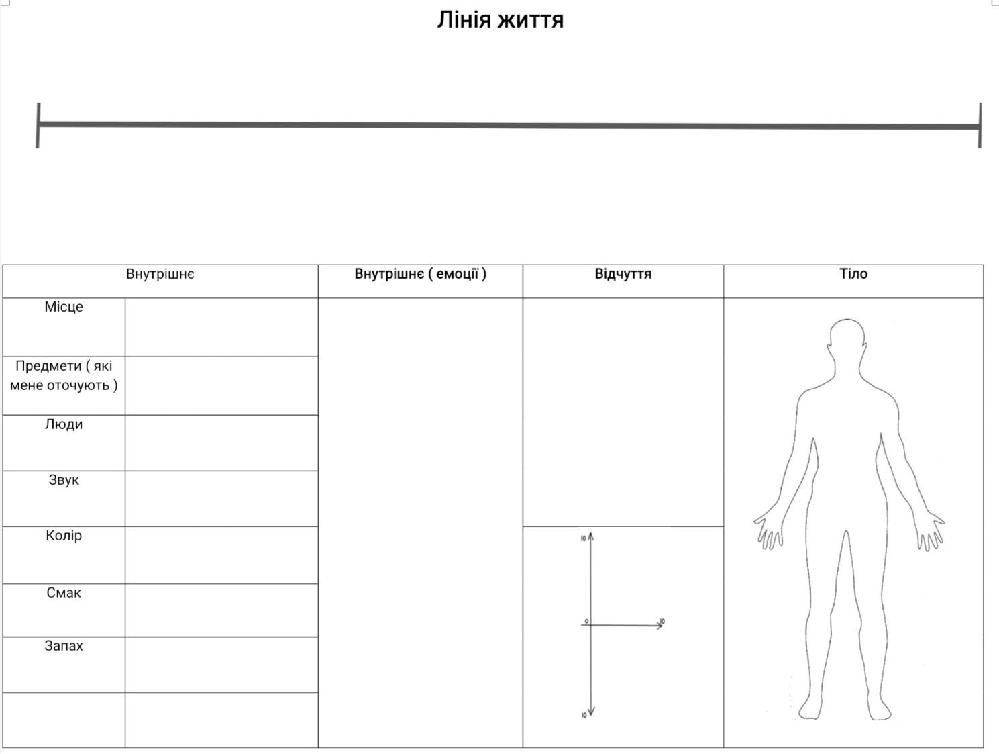 Лінія життя
Внутрішнє
Внутрішнє ( емоції )
Відчуття
Тіло
Місце
Предмети ( які
мене оточують )
Люди
Звук
Колір
Смак
Запах
10
0
10
10